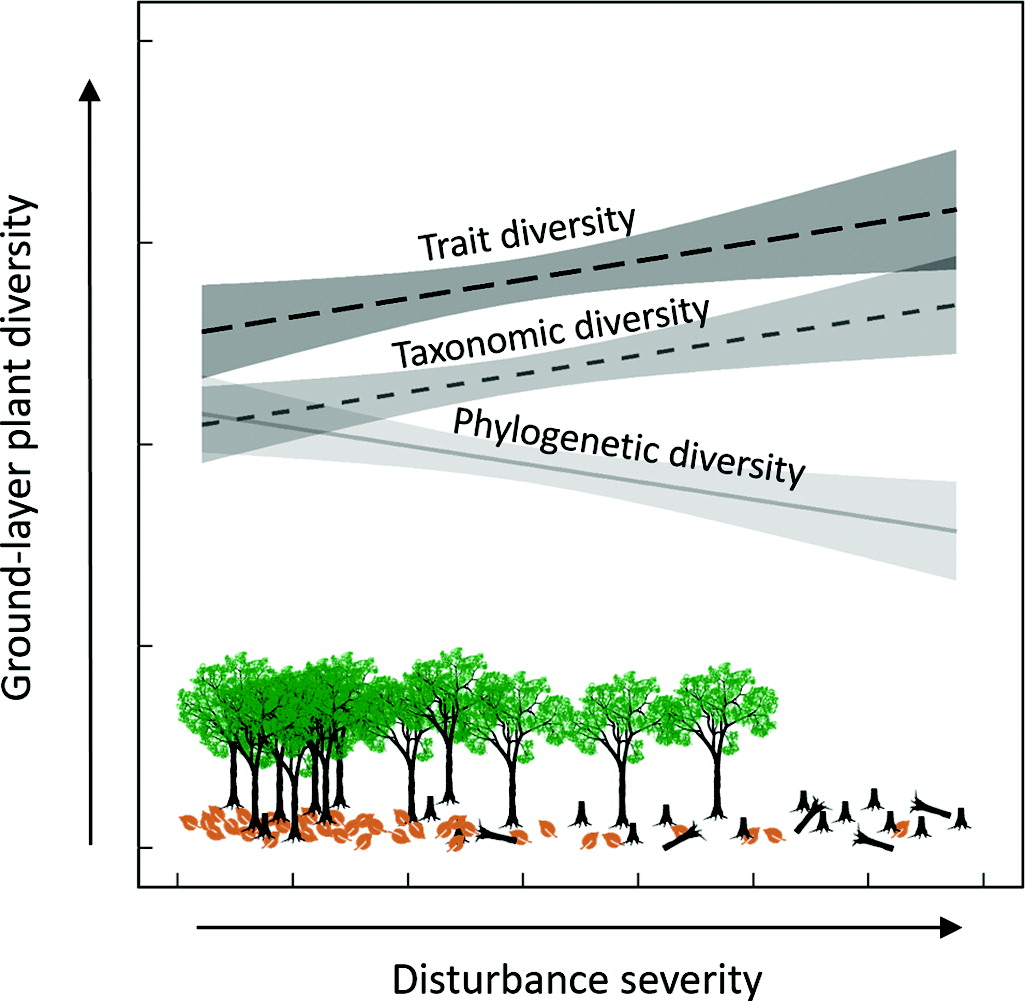 Ground-layer plant diversity
Trait diversity
Taxonomic diversity
Phylogenetic diversity
Disturbance severity